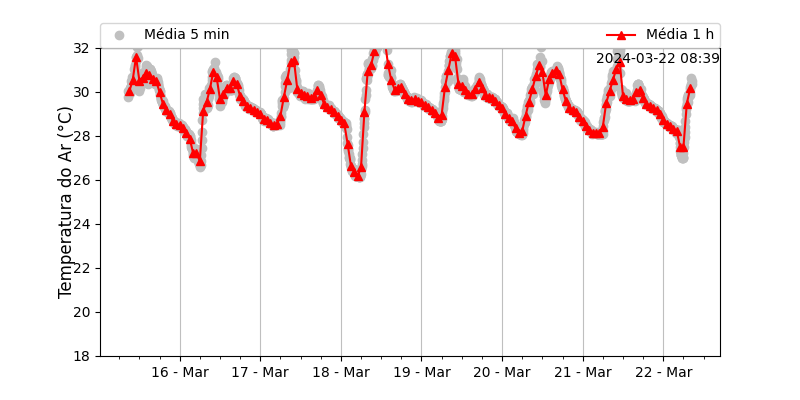 Média 5 min
Média 1 h
2024-03-22 08:39
Temperatura do Ar (°C)
32
30
28
26
24
22
20
18
16 - Mar
17 - Mar
18 - Mar
19 - Mar
20 - Mar
21 - Mar
22 - Mar